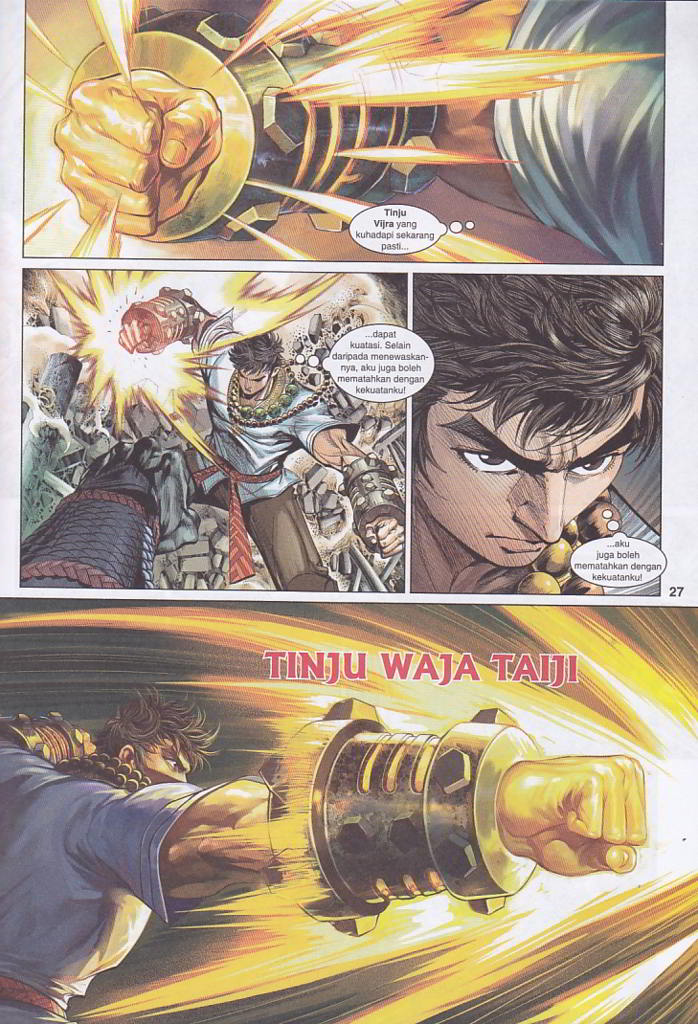 Tinju
Vijra yang
kuhadapi sekarang
pasti...
...dapat
kuatasi. Selain
daripada menewaskan-
nya, aku juga boleh
mematahkan dengan
kekuatanku!
...aku
juga boleh
mematahkan dengan
kekuatanku!
27
TINJU WAJA TAIJI